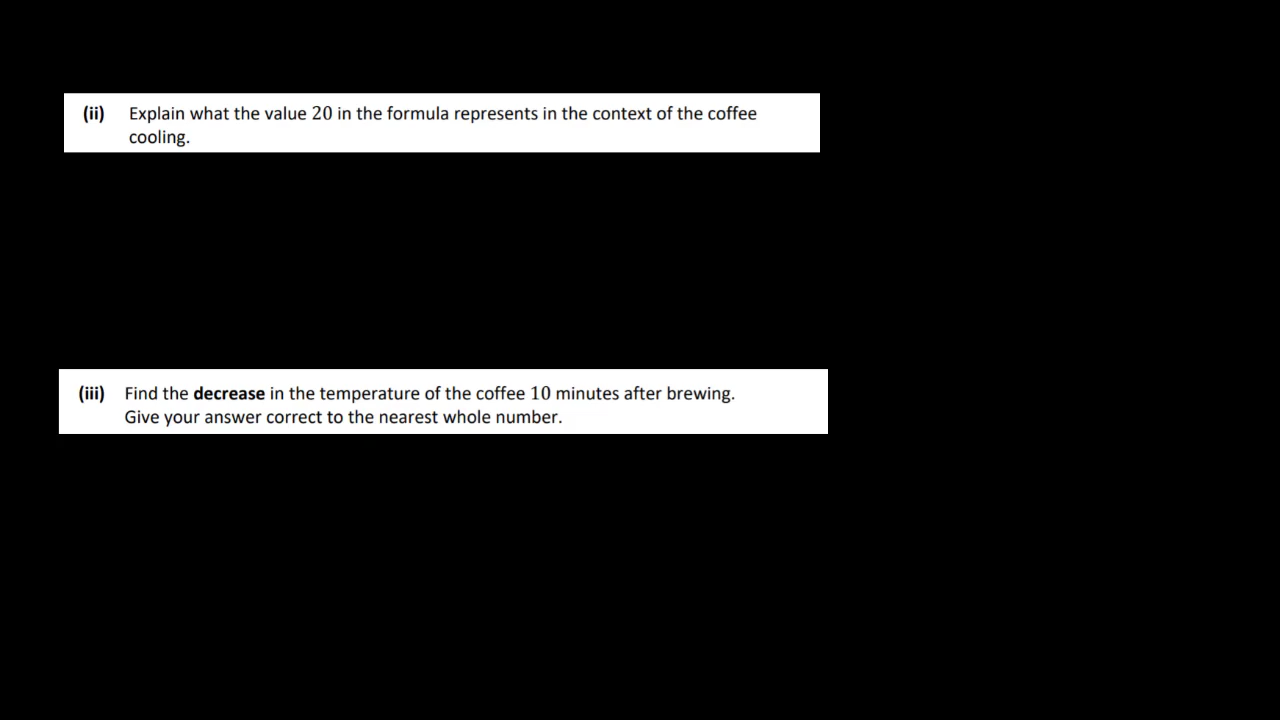 (ii) Explain what the value 20 in the formula represents in the context of the coffee
cooling.
(iii) Find the decrease in the temperature of the coffee 10 minutes after brewing.
Give your answer correct to the nearest whole number.